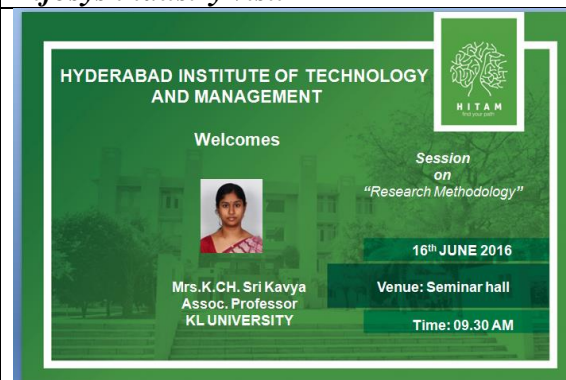 HYDERABAD INSTITUTE OF TECHNOLOGY
AND MANAGEMENT
HITAM
find your path
Welcomes
Session
on
“Research Methodology”
16th JUNE 2016
Mrs.K.CH. Sri Kavya
Assoc. Professor
KL UNIVERSITY
Venue: Seminar hall
Time: 09.30 AM